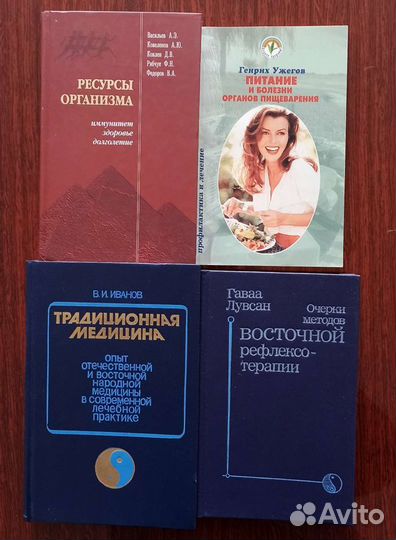 Васильев А.Э.
Коваленов А.Ю.
Ковлен Д.В.
Рябчук Ф.Н.
Федоров В.А.
РЕСУРСЫ
ОРГАНИЗМА
иммунитет
здоровье
долголетие
Генрих Ужегов
ПИТАНИЕ
И БОЛЕЗНИ
ОРГАНОВ ПИЩЕВАРЕНИЯ
профилактика и лечение
В.И. ИВАНОВ
ТРАДИЦИОННАЯ
МЕДИЦИНА
ОПЫТ
ОТЕЧЕСТВЕННОЙ
И ВОСТОЧНОЙ
НАРОДНОЙ
МЕДИЦИНЫ
В СОВРЕМЕННОЙ
ЛЕЧЕБНОЙ
ПРАКТИКЕ
Гаваа
Лувсан
Очерки
методов
ВОСТОЧНОЙ
рефлексо-
терапии
Avito